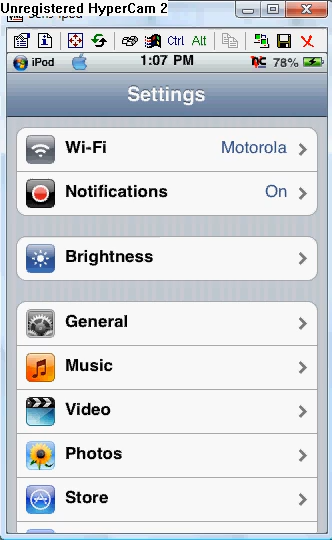 Unregistered HyperCam 2
Ctrl Alt
iPod 1:07 PM 78%
Settings
Wi-Fi Motorola
Notifications On
Brightness
General
Music
Video
Photos
Store